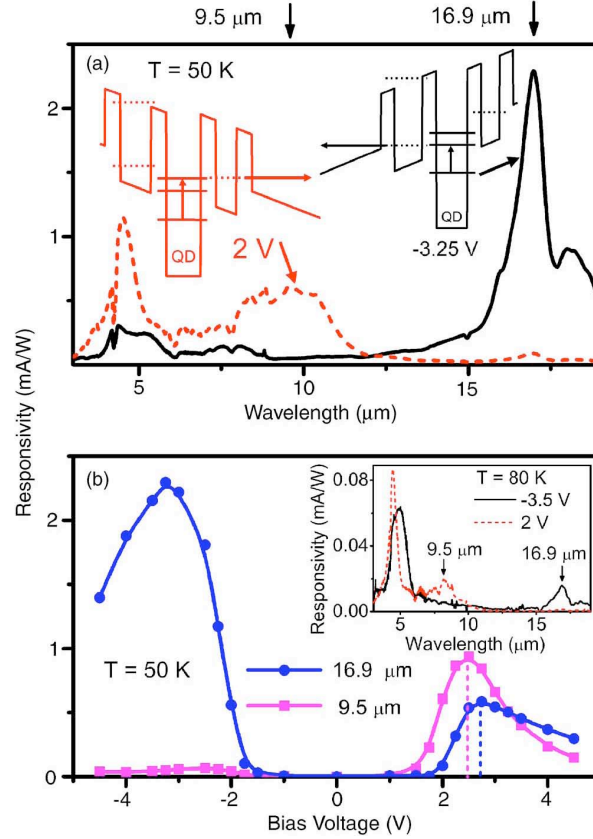 9.5 μm 16.9 μm
(a) T = 50 K
2
1
QD
2 V
QD
-3.25 V
5 10 15
Wavelength (μm)
Responsivity (mA/W)
(b)
T = 80 K
-3.5 V
2 V
9.5 μm
16.9 μm
0.08
0.04
0.00
5 10 15
Wavelength (μm)
Responsivity (mA/W)
2
1
0
T = 50 K
16.9 μm
9.5 μm
-4 -2 0 2 4
Bias Voltage (V)